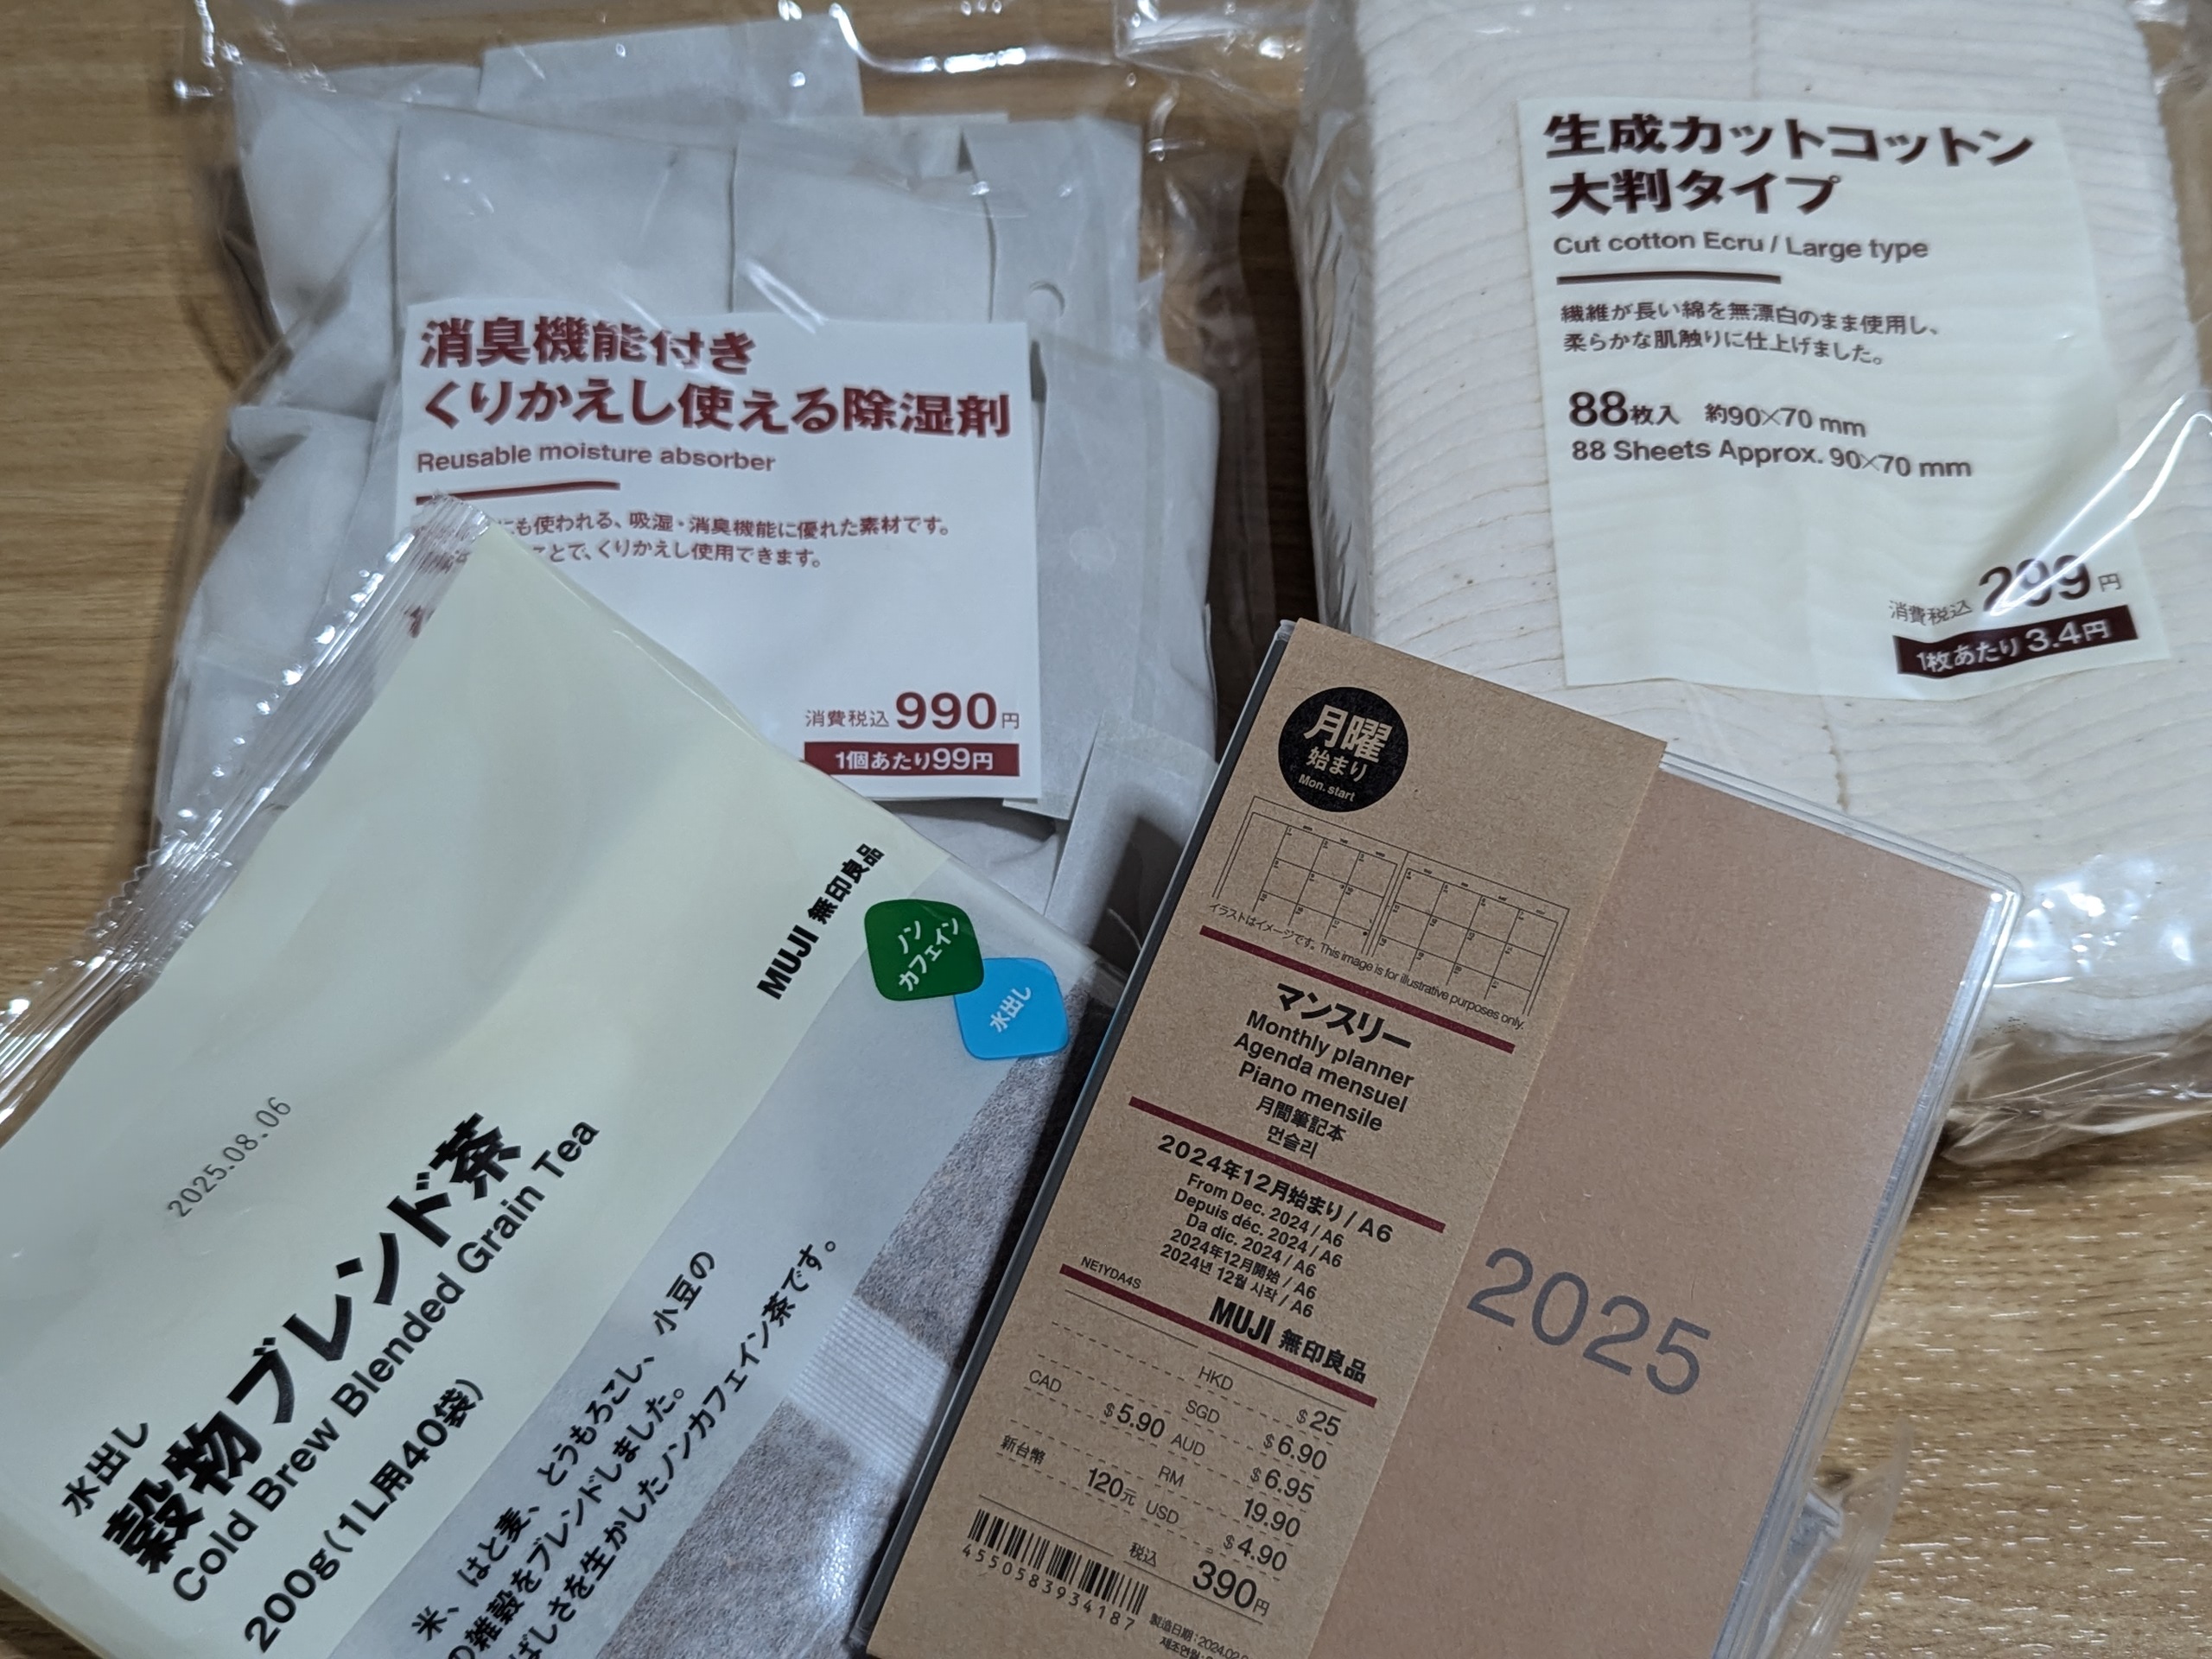 消臭機能付き
くりかえし使える除湿剤
Reusable moisture absorber
にも使われる、吸湿・消臭機能に優れた素材です。
ことで、くりかえし使用できます。
消費税込990円
1個あたり99円
生成カットコットン
大判タイプ
Cut cotton Ecru / Large type
繊維が長い綿を無漂白のまま使用し、
柔らかな肌触りに仕上げました。
88枚入 約90×70 mm
88 Sheets Approx. 90×70 mm
消費税込 299円
1枚あたり3.4円
MUJI 無印良品
ノン
カフェイン
水出し
2025.08.06
水出し
穀物ブレンド茶
Cold Brew Blended Grain Tea
200g(1L用40袋)
米、はと麦、とうもろこし、小豆の
の雑穀をブレンドしました。
ばしさを生かしたノンカフェイン茶です。
月曜
始まり
Mon. start
イラストはイメージです。This image is for illustrative purposes only.
マンスリー
Monthly planner
Agenda mensuel
Piano mensile
月間筆記本
먼슬리
2024年12月始まり / A6
From Dec. 2024 / A6
Depuis déc. 2024 / A6
Da dic. 2024 / A6
2024年12月開始 / A6
2024년 12월 시작 / A6
NE1YDA4S
MUJI 無印良品
HKD $25
CAD $5.90
SGD $6.90
AUD $6.95
新台幣 120元
RM 19.90
USD $4.90
税込 390円
4550583934187
製造日期:2024.02
2025